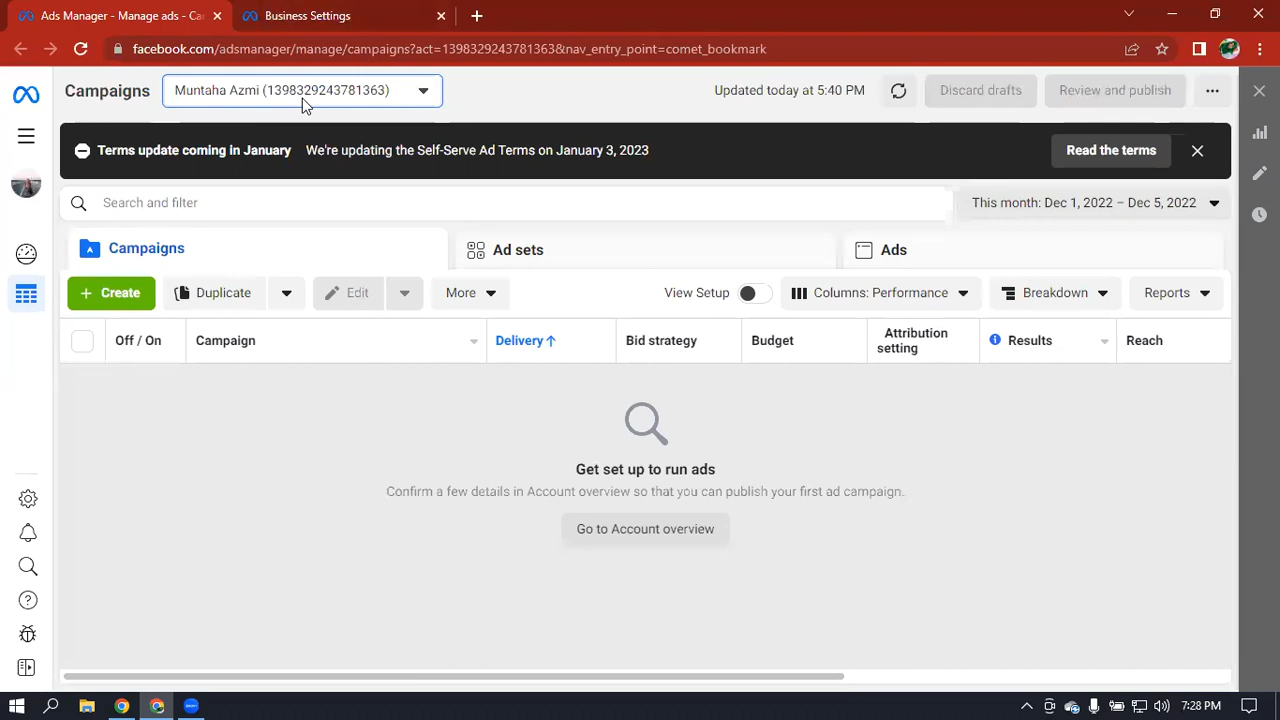 Ads Manager - Manage ads - Ca
Business Settings
facebook.com/adsmanager/manage/campaigns?act=1398329243781363&nav_entry_point=comet_bookmark
Campaigns
Muntaha Azmi (1398329243781363)
Updated today at 5:40 PM
Discard drafts
Review and publish
Terms update coming in January
We're updating the Self-Serve Ad Terms on January 3, 2023
Read the terms
Search and filter
This month: Dec 1, 2022 – Dec 5, 2022
Campaigns
Ad sets
Ads
+ Create
Duplicate
Edit
More
View Setup
Columns: Performance
Breakdown
Reports
Off / On
Campaign
Delivery ↑
Bid strategy
Budget
Attribution
setting
Results
Reach
Get set up to run ads
Confirm a few details in Account overview so that you can publish your first ad campaign.
Go to Account overview
7:28 PM